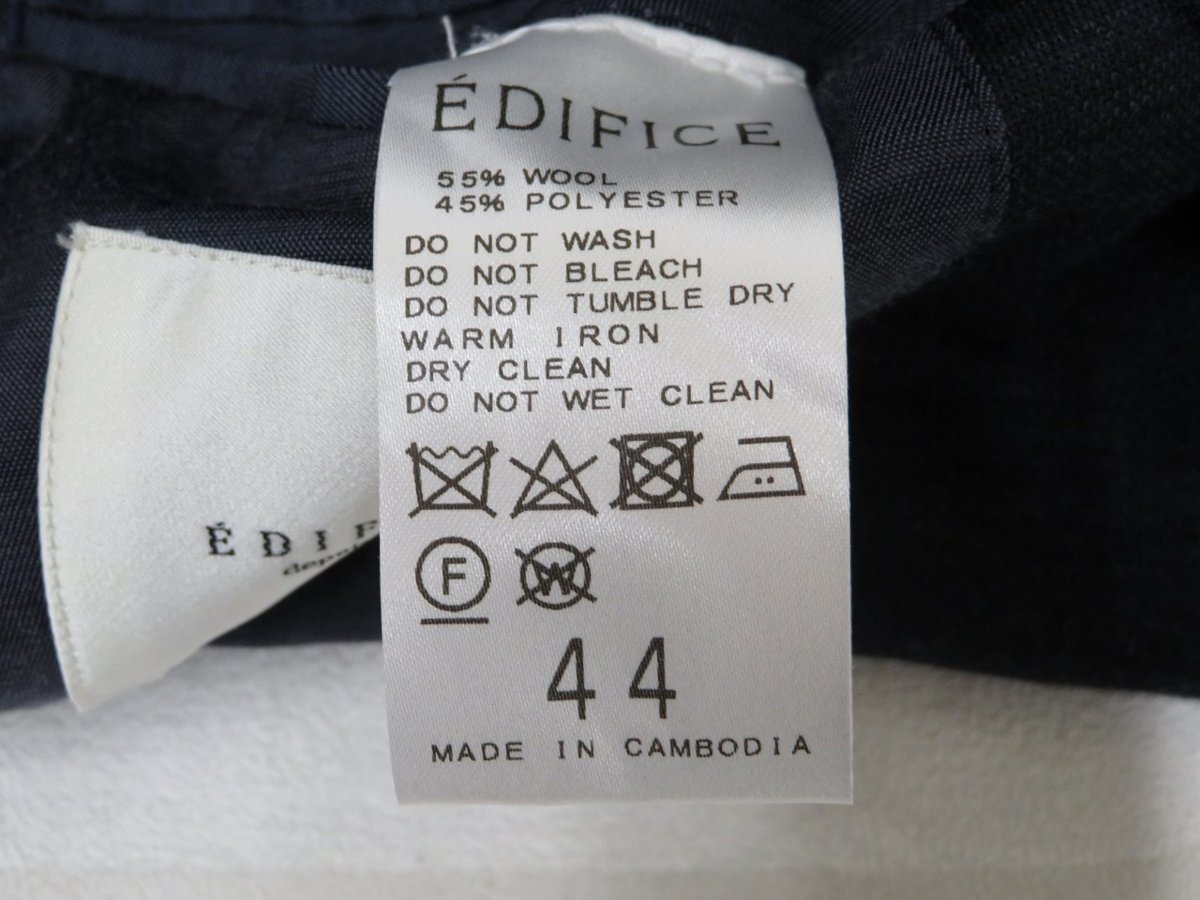 ÉDIFICE
55% WOOL
45% POLYESTER
DO NOT WASH
DO NOT BLEACH
DO NOT TUMBLE DRY
WARM IRON
DRY CLEAN
DO NOT WET CLEAN
F W
44
MADE IN CAMBODIA
ÉDIF
depui